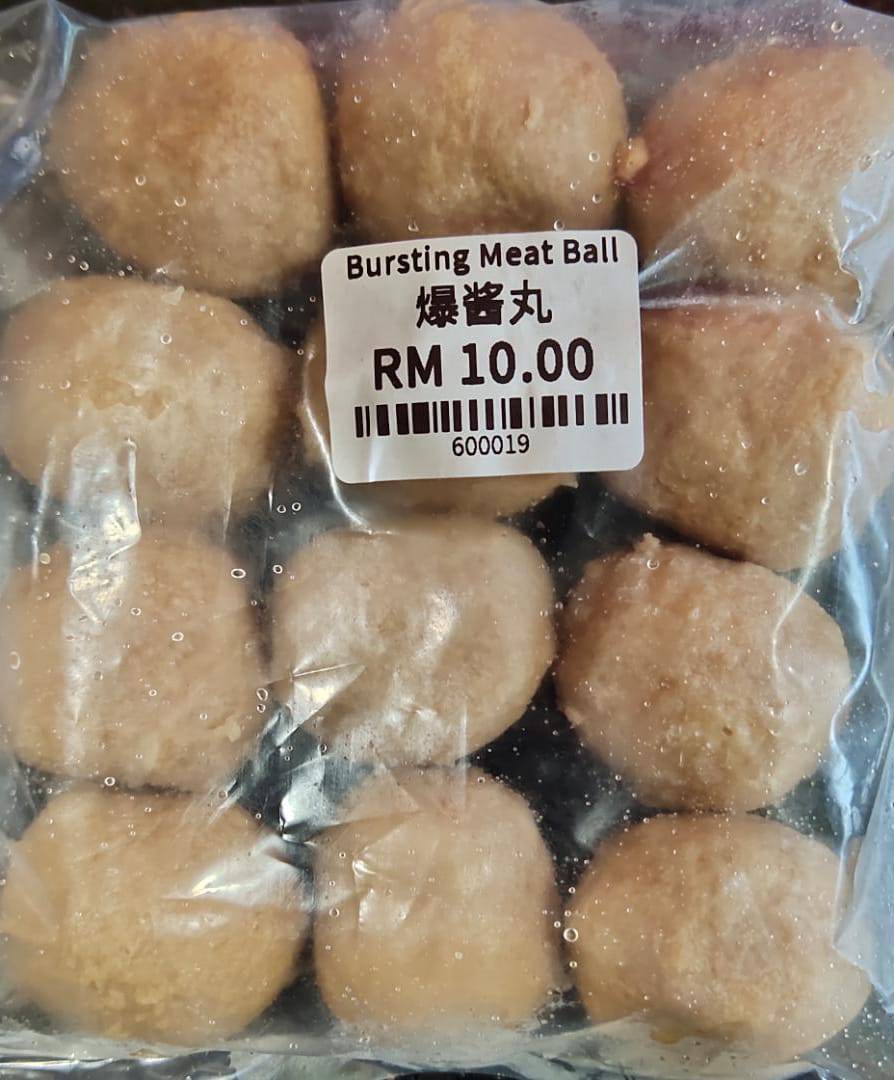 Bursting Meat Ball
爆酱丸
RM 10.00
600019